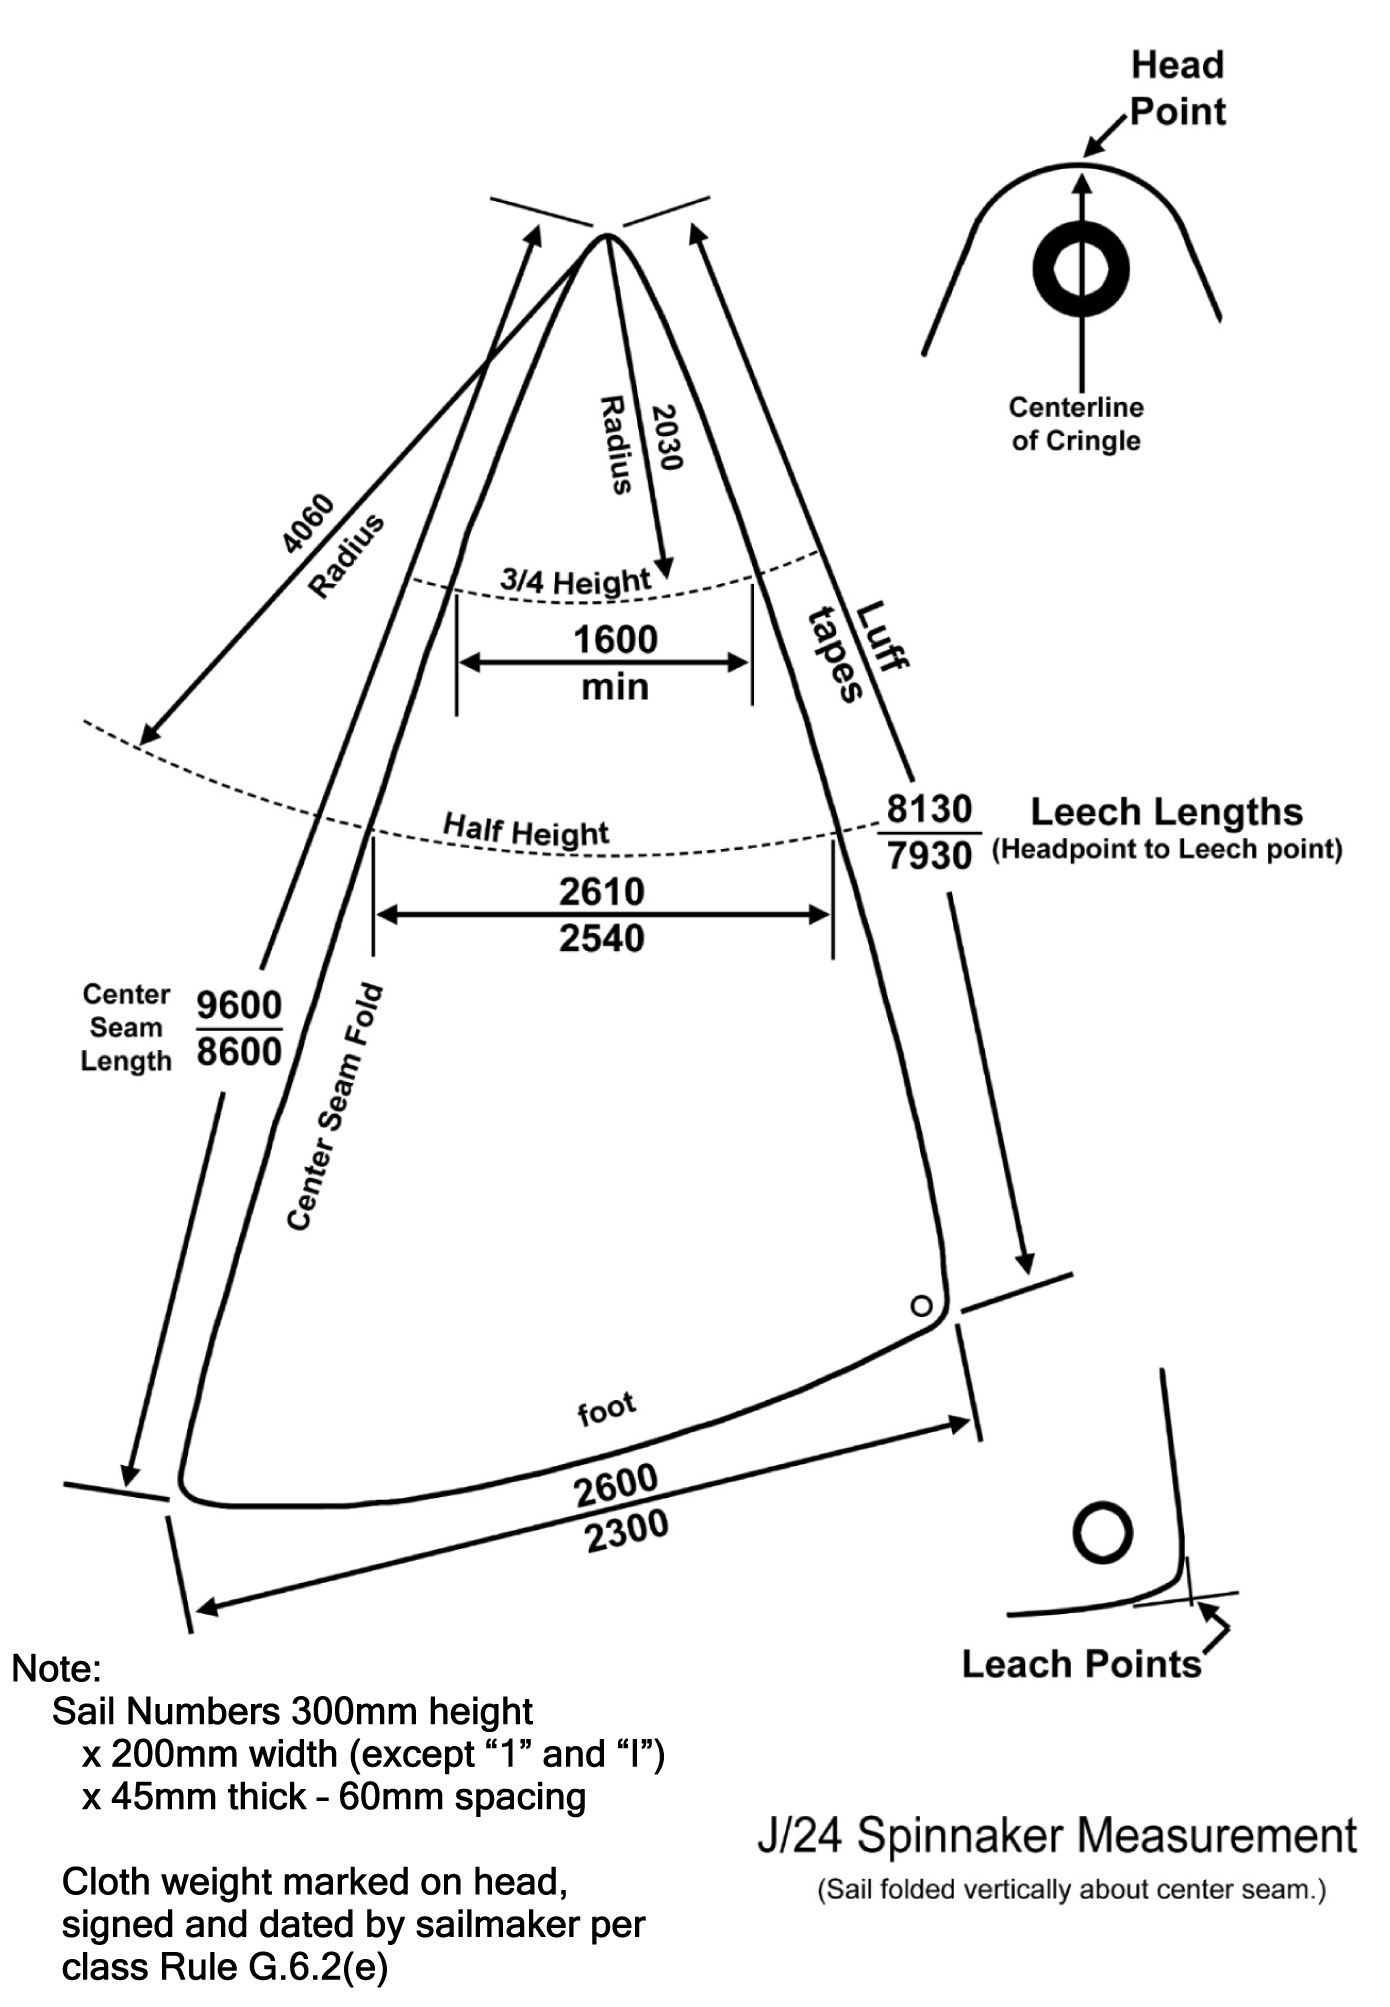 Head
Point
Centerline
of Cringle
2030
Radius
4060
Radius
3/4 Height
1600
min
Luff
tapes
8130
7930
Leech Lengths
(Headpoint to Leech point)
Half Height
2610
2540
Center
Seam
Length
9600
8600
Center Seam Fold
foot
2600
2300
Leach Points
Note:
Sail Numbers 300mm height
x 200mm width (except “1” and “I”)
x 45mm thick - 60mm spacing
Cloth weight marked on head,
signed and dated by sailmaker per
class Rule G.6.2(e)
J/24 Spinnaker Measurement
(Sail folded vertically about center seam.)